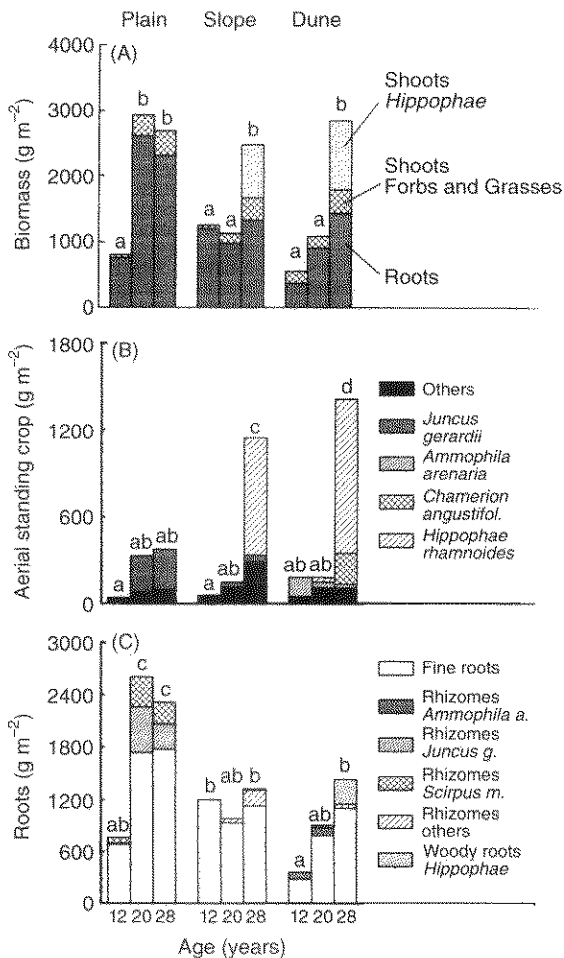 Plain Slope Dune
(A)
Biomass (g m⁻²)
4000
3000
2000
1000
0
a b b
a a b
a a b
Shoots
Hippophae
Shoots
Forbs and Grasses
Roots
(B)
Aerial standing crop (g m⁻²)
1800
1200
600
0
a ab ab
a ab c
ab ab d
Others
Juncus
gerardii
Ammophila
arenaria
Chamerion
angustifol.
Hippophae
rhamnoides
(C)
Roots (g m⁻²)
3000
2400
1800
1200
600
0
ab c c
b ab b
a ab b
Fine roots
Rhizomes
Ammophila a.
Rhizomes
Juncus g.
Rhizomes
Scirpus m.
Rhizomes
others
Woody roots
Hippophae
12 20 28 12 20 28 12 20 28
Age (years)